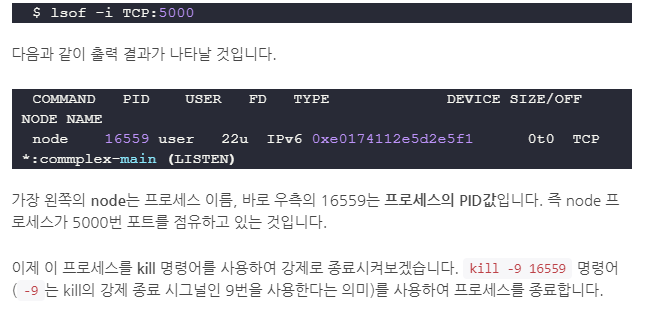 $ lsof -i TCP:5000
다음과 같이 출력 결과가 나타날 것입니다.
COMMAND PID USER FD TYPE DEVICE SIZE/OFF
NODE NAME
node 16559 user 22u IPv6 0xe0174112e5d2e5f1 0t0 TCP
*:commplex-main (LISTEN)
가장 왼쪽의 node는 프로세스 이름, 바로 우측의 16559는 프로세스의 PID값입니다. 즉 node 프
로세스가 5000번 포트를 점유하고 있는 것입니다.
이제 이 프로세스를 kill 명령어를 사용하여 강제로 종료시켜보겠습니다. kill -9 16559 명령어
( -9 는 kill의 강제 종료 시그널인 9번을 사용한다는 의미)를 사용하여 프로세스를 종료합니다.